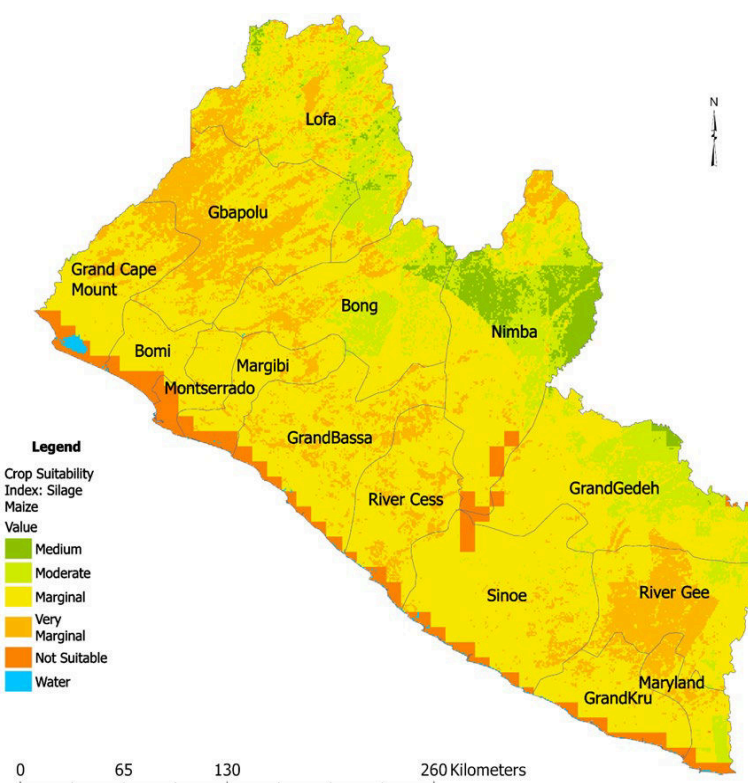 N
Lofa
Gbapolu
Grand Cape
Mount
Bong
Nimba
Bomi
Margibi
Montserrado
GrandBassa
River Cess
GrandGedeh
Sinoe
River Gee
Maryland
GrandKru
Legend
Crop Suitability
Index: Silage
Maize
Value
Medium
Moderate
Marginal
Very
Marginal
Not Suitable
Water
0 65 130 260 Kilometers